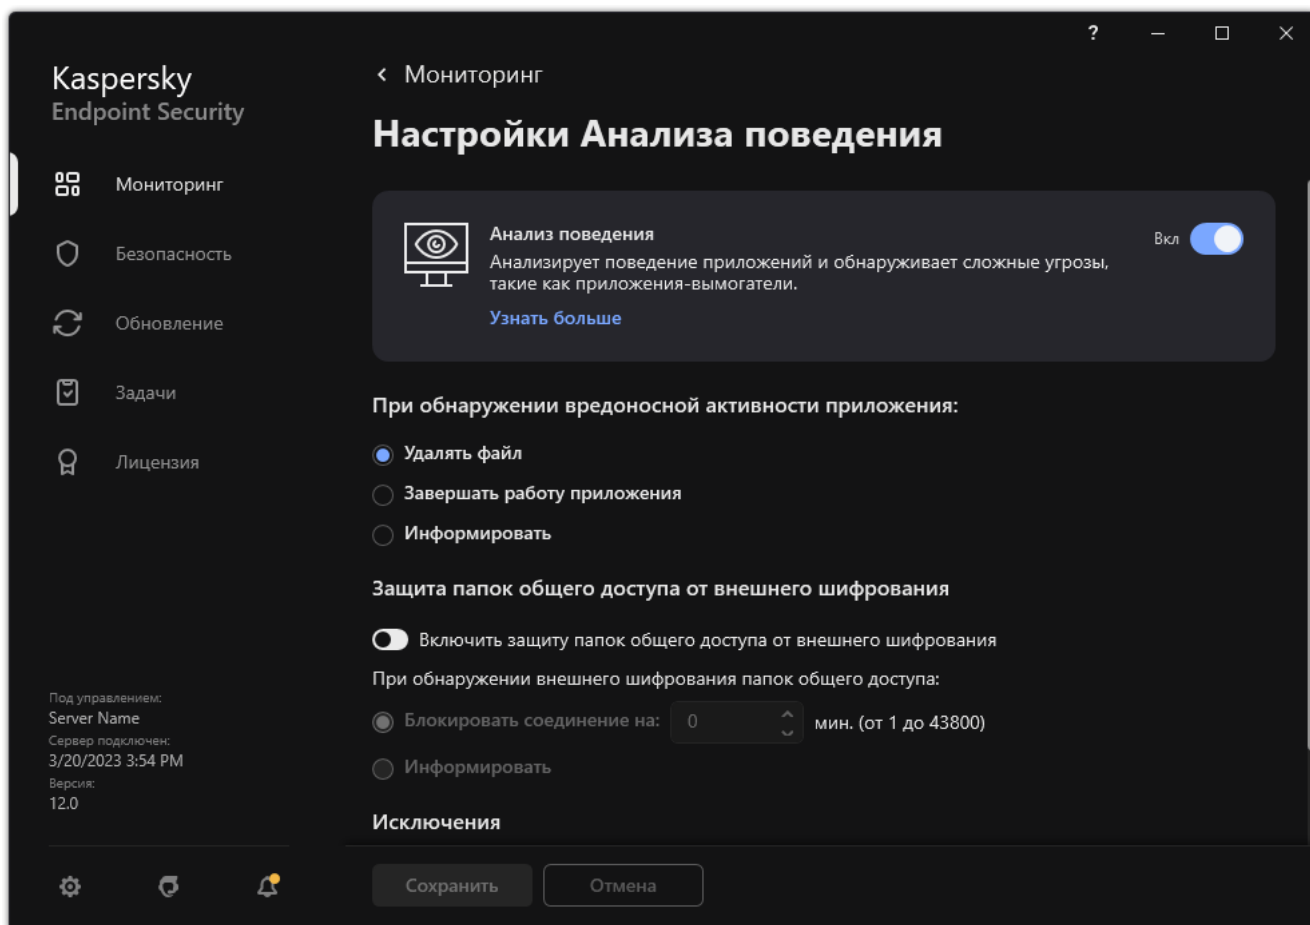 ?
Kaspersky
Endpoint Security
Мониторинг
Безопасность
Обновление
Задачи
Лицензия
Под управлением:
Server Name
Сервер подключен:
3/20/2023 3:54 PM
Версия:
12.0
Мониторинг
Настройки Анализа поведения
Анализ поведения
Вкл
Анализирует поведение приложений и обнаруживает сложные угрозы,
такие как приложения-вымогатели.
Узнать больше
При обнаружении вредоносной активности приложения:
Удалять файл
Завершать работу приложения
Информировать
Защита папок общего доступа от внешнего шифрования
Включить защиту папок общего доступа от внешнего шифрования
При обнаружении внешнего шифрования папок общего доступа:
Блокировать соединение на: 0 мин. (от 1 до 43800)
Информировать
Исключения
Сохранить
Отмена